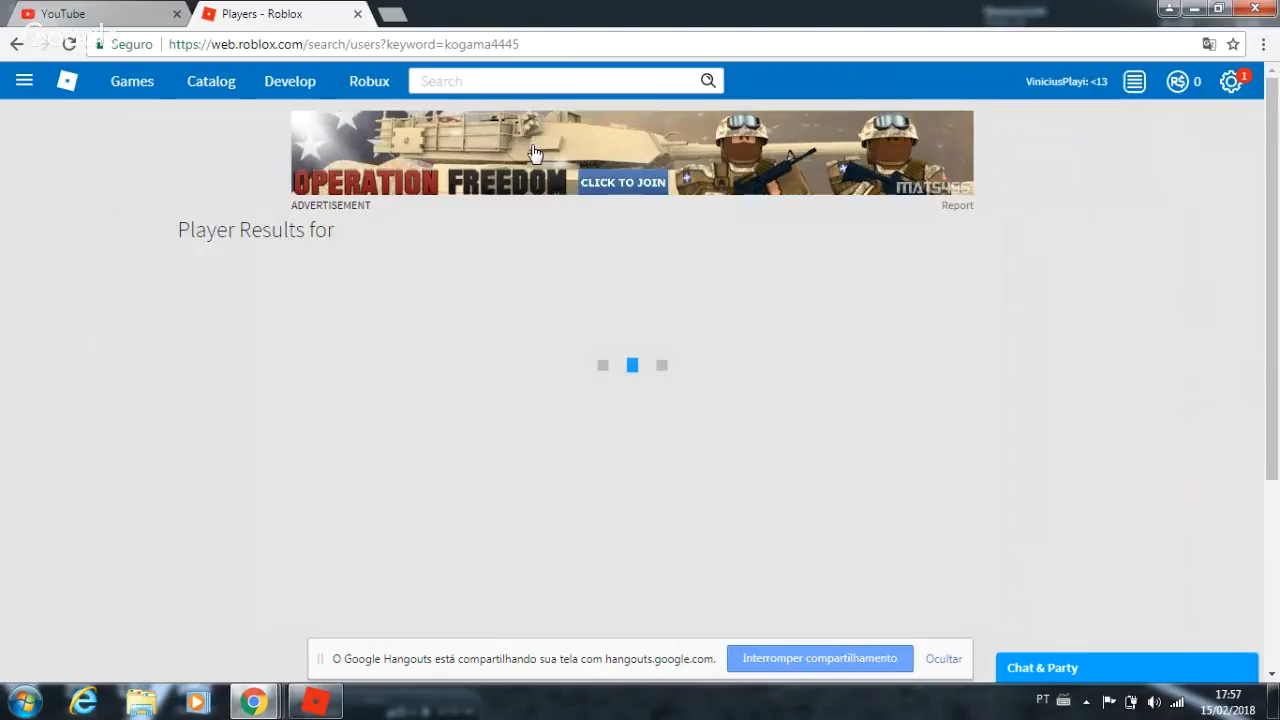 YouTube
Players - Roblox
Google
Seguro
https://web.roblox.com/search/users?keyword=kogama4445
Games
Catalog
Develop
Robux
Search
ViniciusPlayi: <13
R$ 0
1
OPERATION FREEDOM
CLICK TO JOIN
MATS455
ADVERTISEMENT
Report
Player Results for
O Google Hangouts está compartilhando sua tela com hangouts.google.com.
Interromper compartilhamento
Ocultar
Chat & Party
PT
17:57
15/02/2018